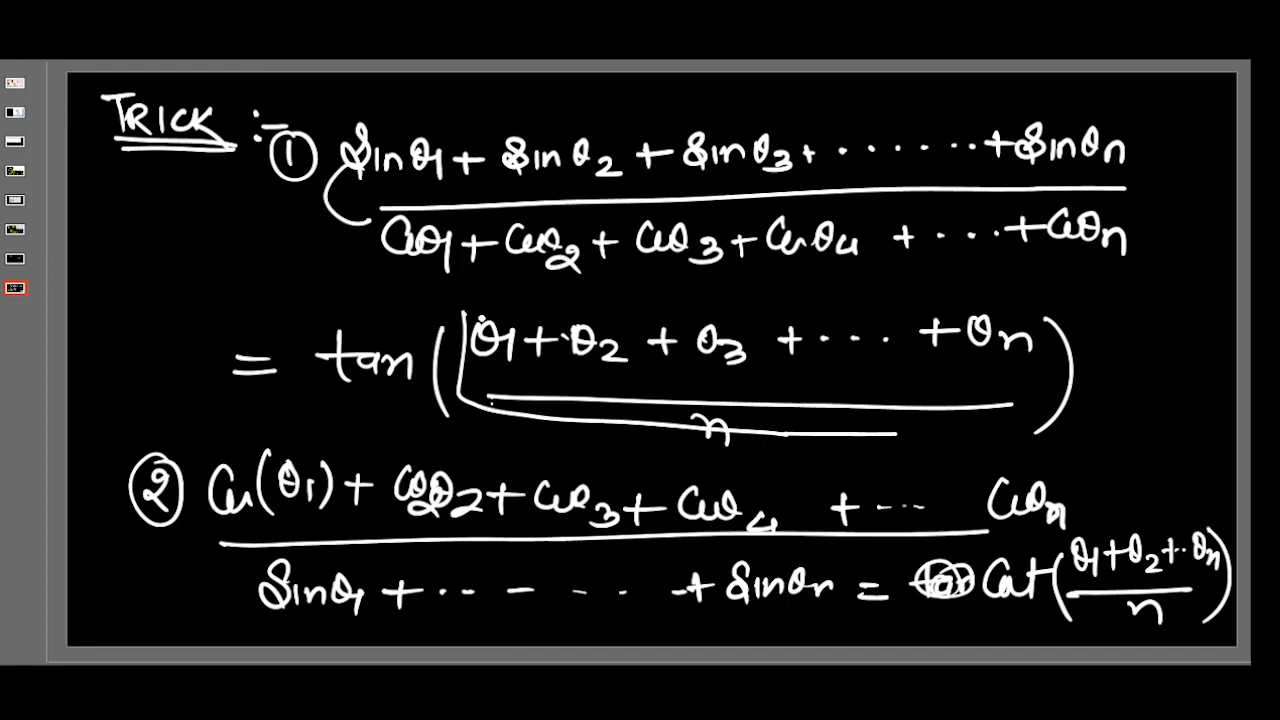 TRICK :- ① Sinθ1 + Sinθ2 + Sinθ3 + ....... + Sinθn
Cosθ1 + Cosθ2 + Cosθ3 + Cosθ4 + .... + Cosθn
= tan (θ1 + θ2 + θ3 + .... + θn)
n
② Cos(θ1) + Cosθ2 + Cosθ3 + Cosθ4 + ... Cosθn
Sinθ1 + .. - .. . + Sinθn = Cot (θ1 + θ2 + .. θn / n)